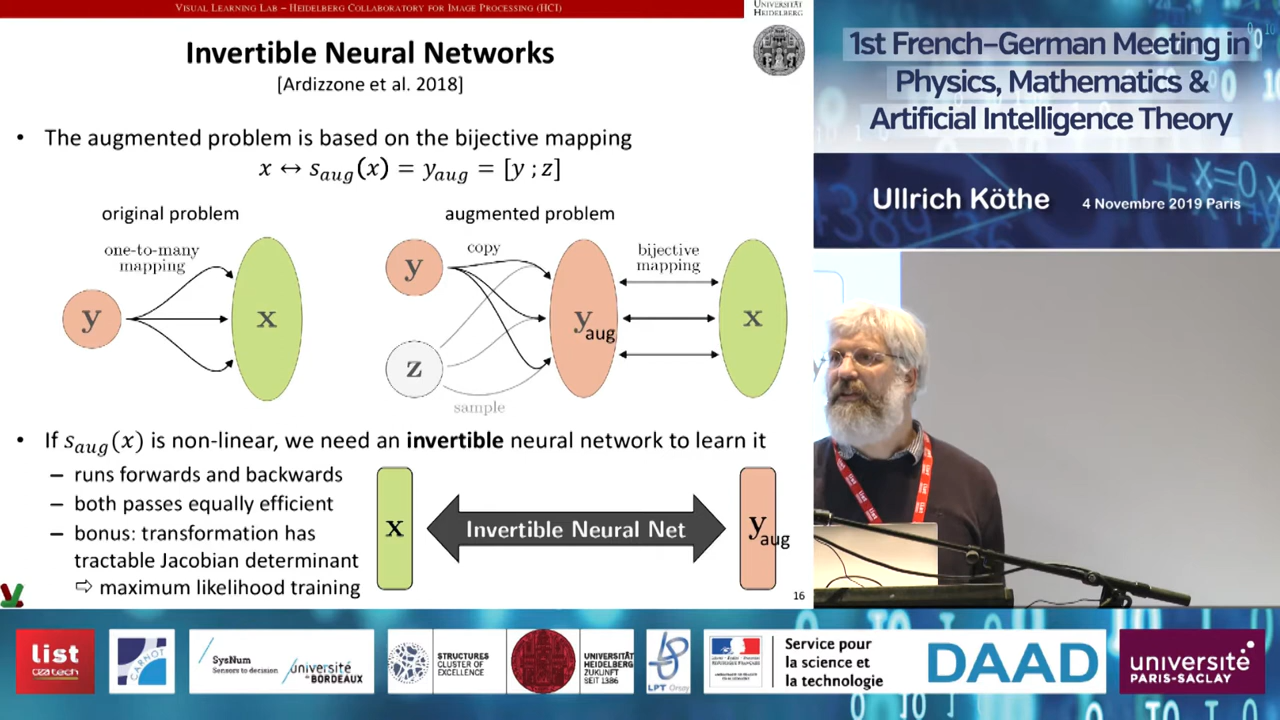 VISUAL LEARNING LAB – HEIDELBERG COLLABORATORY FOR IMAGE PROCESSING (HCI)
UNIVERSITÄT
HEIDELBERG
Invertible Neural Networks
[Ardizzone et al. 2018]
• The augmented problem is based on the bijective mapping
x ↔ s_aug(x) = y_aug = [y ; z]
original problem
augmented problem
one-to-many
mapping
y
x
copy
y
z
sample
y_aug
bijective
mapping
x
• If s_aug(x) is non-linear, we need an invertible neural network to learn it
– runs forwards and backwards
– both passes equally efficient
– bonus: transformation has
tractable Jacobian determinant
⇨ maximum likelihood training
x
Invertible Neural Net
y_aug
16
1st French-German Meeting in
Physics, Mathematics &
Artificial Intelligence Theory
Ullrich Köthe
4 Novembre 2019 Paris
list
ceatech
CARNOT
SysNum
Sensors to decision
université
de BORDEAUX
STRUCTURES
CLUSTER OF
EXCELLENCE
UNIVERSITÄT
HEIDELBERG
ZUKUNFT
SEIT 1386
LPT Orsay
Service pour
la science et
la technologie
DAAD
université
PARIS-SACLAY